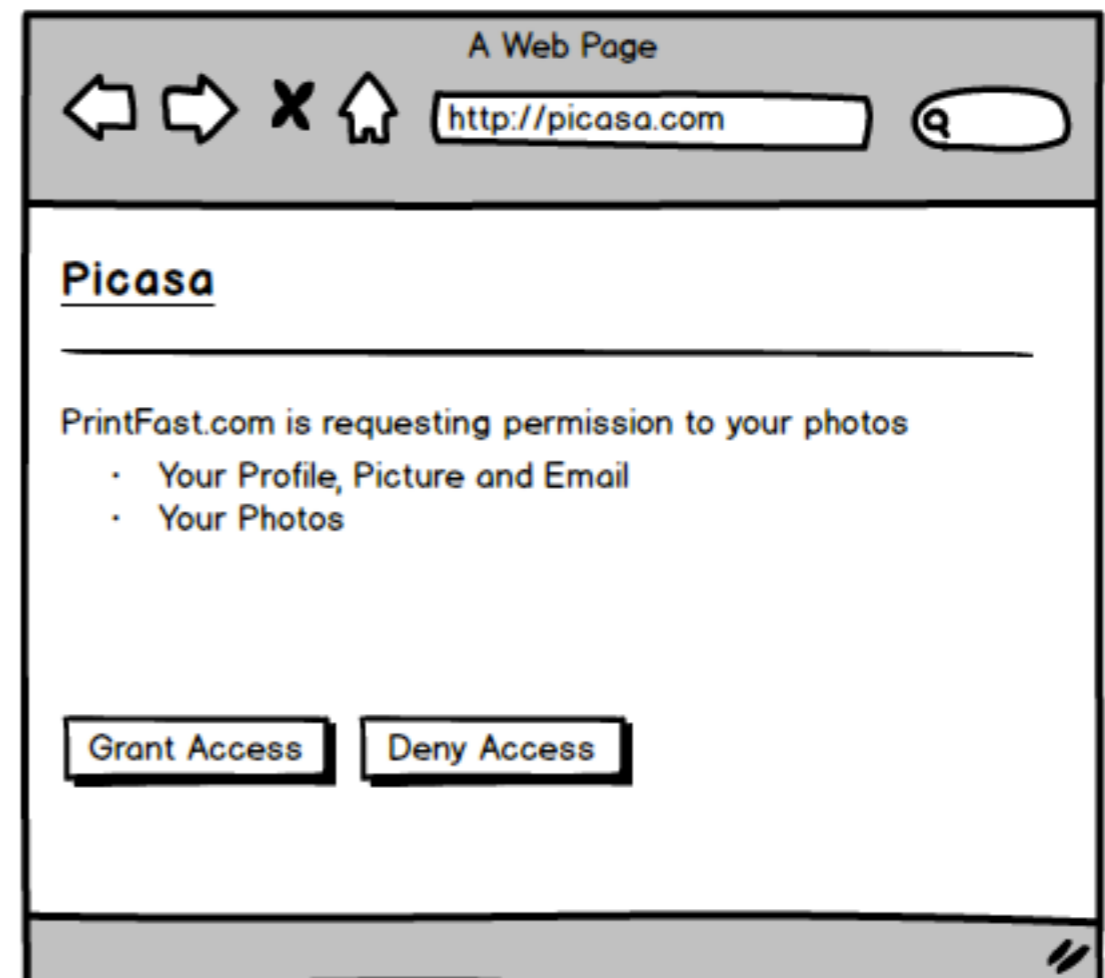 A Web Page
http://picasa.com
Picasa
PrintFast.com is requesting permission to your photos
· Your Profile, Picture and Email
· Your Photos
Grant Access Deny Access